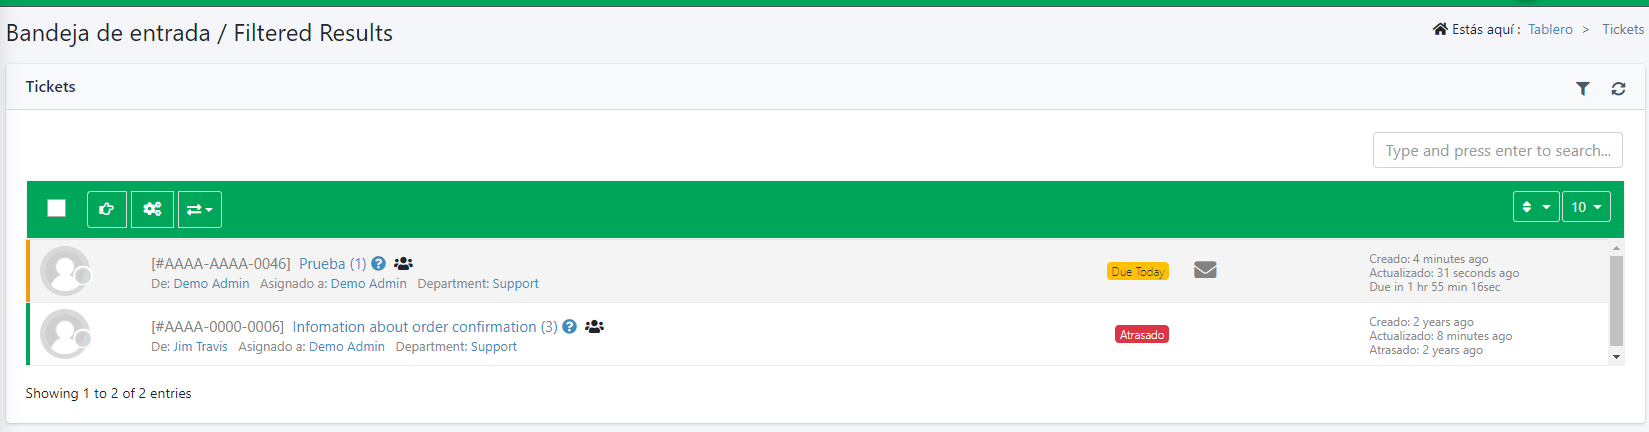 Bandeja de entrada / Filtered Results
Estás aquí : Tablero > Tickets
Tickets
Type and press enter to search...
10
[#AAAA-AAAA-0046] Prueba (1)
De: Demo Admin Asignado a: Demo Admin Department: Support
Due Today
Creado: 4 minutes ago
Actualizado: 31 seconds ago
Due in 1 hr 55 min 16sec
[#AAAA-0000-0006] Infomation about order confirmation (3)
De: Jim Travis Asignado a: Demo Admin Department: Support
Atrasado
Creado: 2 years ago
Actualizado: 8 minutes ago
Atrasado: 2 years ago
Showing 1 to 2 of 2 entries